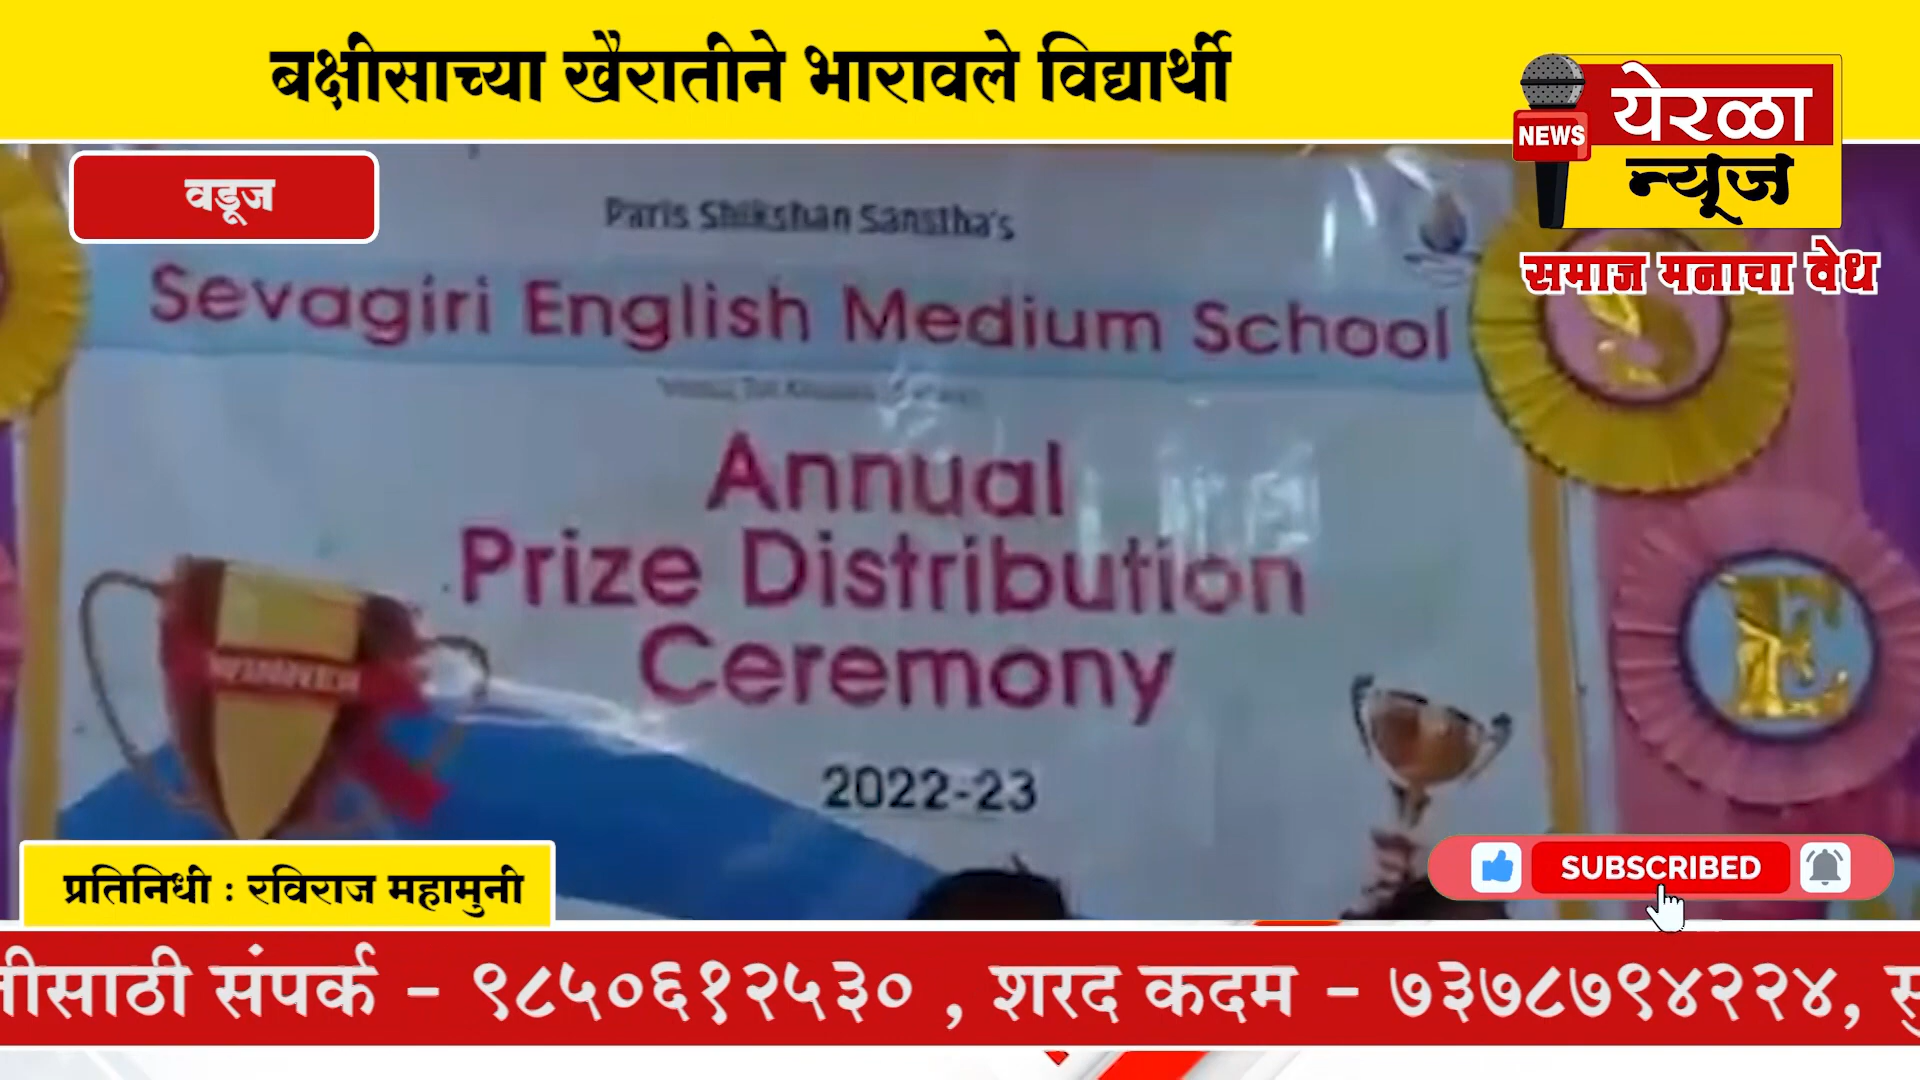 बक्षीसाच्या खैरातीने भारावले विद्यार्थी
NEWS
येरळा
न्यूज
समाज मनाचा वेध
वडूज
Paris Shikshan Sanstha's
Sevagiri English Medium School
Annual
Prize Distribution
Ceremony
2022-23
WINNER
E
प्रतिनिधी : रविराज महामुनी
SUBSCRIBED
संपर्क - ९८५०६१२५३० , शरद कदम - ७३७८७९४२२४,